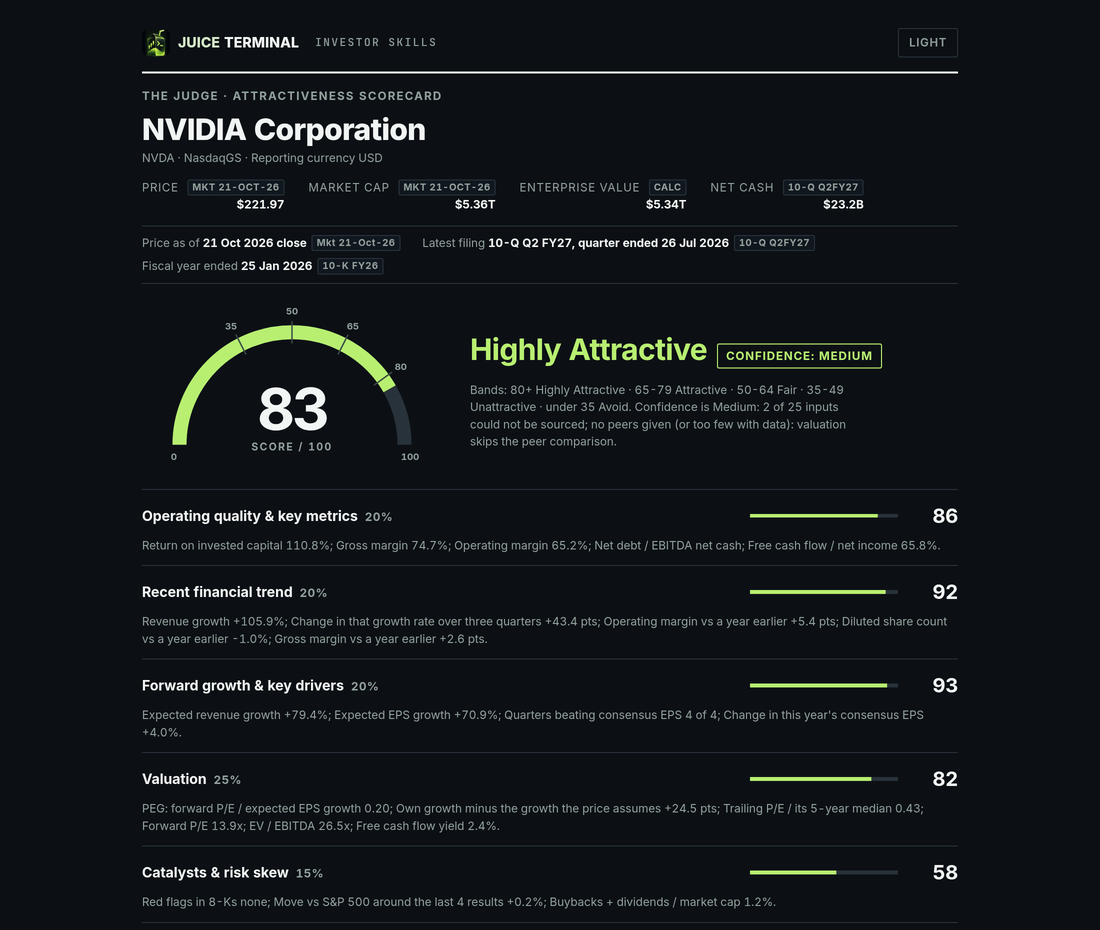 JUICE TERMINAL INVESTOR SKILLS LIGHT
THE JUDGE · ATTRACTIVENESS SCORECARD
NVIDIA Corporation
NVDA · NasdaqGS · Reporting currency USD
PRICE MKT 21-OCT-26 MARKET CAP MKT 21-OCT-26 ENTERPRISE VALUE CALC NET CASH 10-Q Q2FY27
$221.97 $5.36T $5.34T $23.2B
Price as of 21 Oct 2026 close Mkt 21-Oct-26 Latest filing 10-Q Q2 FY27, quarter ended 26 Jul 2026 10-Q Q2FY27
Fiscal year ended 25 Jan 2026 10-K FY26
0 35 50 65 80 100
83
SCORE / 100
Highly Attractive CONFIDENCE: MEDIUM
Bands: 80+ Highly Attractive · 65-79 Attractive · 50-64 Fair · 35-49
Unattractive · under 35 Avoid. Confidence is Medium: 2 of 25 inputs
could not be sourced; no peers given (or too few with data): valuation
skips the peer comparison.
Operating quality & key metrics 20% 86
Return on invested capital 110.8%; Gross margin 74.7%; Operating margin 65.2%; Net debt / EBITDA net cash; Free cash flow / net income 65.8%.
Recent financial trend 20% 92
Revenue growth +105.9%; Change in that growth rate over three quarters +43.4 pts; Operating margin vs a year earlier +5.4 pts; Diluted share count
vs a year earlier -1.0%; Gross margin vs a year earlier +2.6 pts.
Forward growth & key drivers 20% 93
Expected revenue growth +79.4%; Expected EPS growth +70.9%; Quarters beating consensus EPS 4 of 4; Change in this year's consensus EPS
+4.0%.
Valuation 25% 82
PEG: forward P/E / expected EPS growth 0.20; Own growth minus the growth the price assumes +24.5 pts; Trailing P/E / its 5-year median 0.43;
Forward P/E 13.9x; EV / EBITDA 26.5x; Free cash flow yield 2.4%.
Catalysts & risk skew 15% 58
Red flags in 8-Ks none; Move vs S&P 500 around the last 4 results +0.2%; Buybacks + dividends / market cap 1.2%.